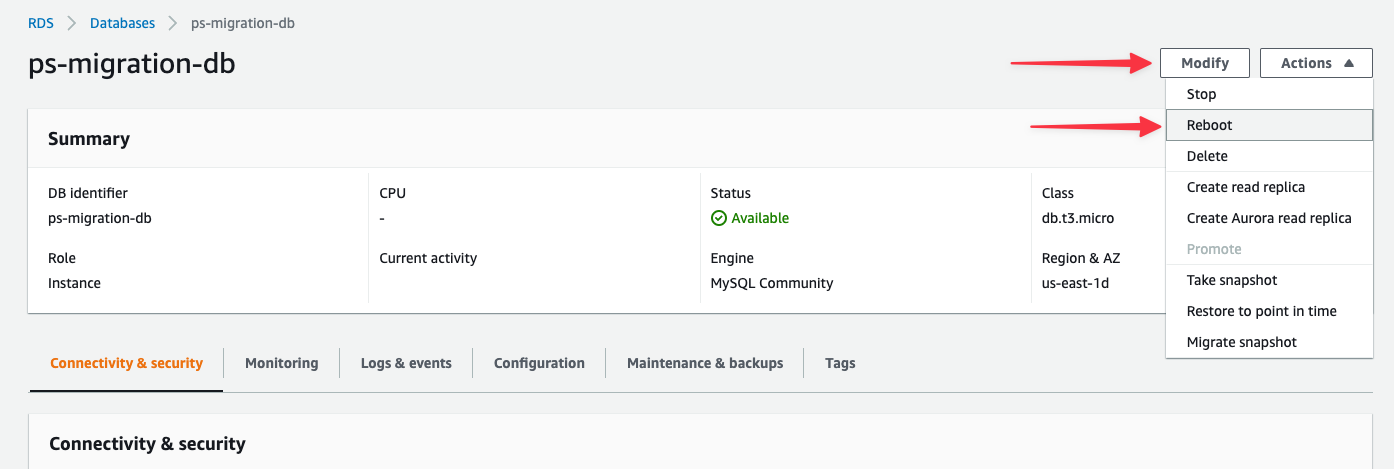 RDS > Databases > ps-migration-db
ps-migration-db
Modify
Actions
Stop
Reboot
Delete
Create read replica
Create Aurora read replica
Promote
Take snapshot
Restore to point in time
Migrate snapshot
Summary
DB identifier
ps-migration-db
CPU
-
Status
Available
Class
db.t3.micro
Role
Instance
Current activity
Engine
MySQL Community
Region & AZ
us-east-1d
Connectivity & security
Monitoring
Logs & events
Configuration
Maintenance & backups
Tags
Connectivity & security